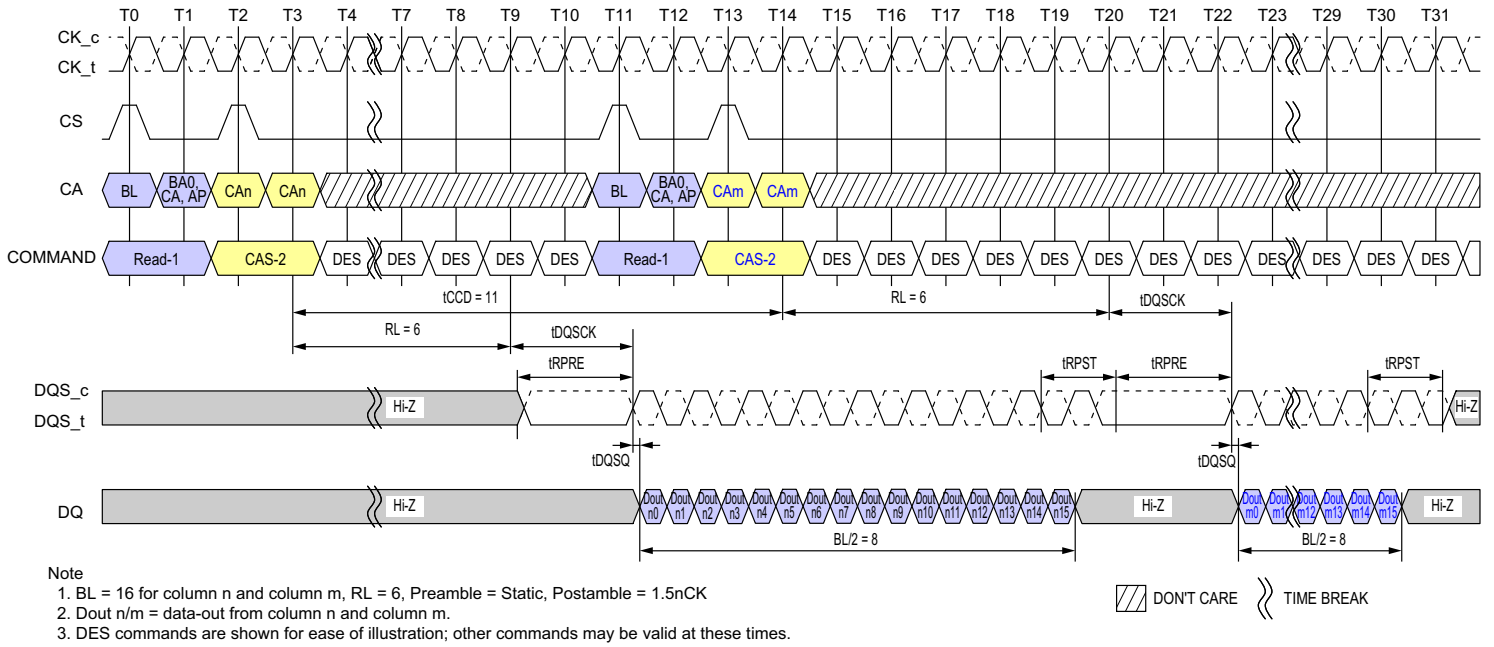 T0 T1 T2 T3 T4 T7 T8 T9 T10 T11 T12 T13 T14 T15 T16 T17 T18 T19 T20 T21 T22 T23 T29 T30 T31
CK_c
CK_t
CS
CA BL BA0, CA, AP CAn CAn BL BA0, CA, AP CAm CAm
COMMAND Read-1 CAS-2 DES DES DES DES DES Read-1 CAS-2 DES DES DES DES DES DES DES DES DES DES DES DES
tCCD = 11 RL = 6 tDQSCK
RL = 6 tDQSCK
tRPRE tRPST tRPRE tRPST
DQS_c
DQS_t Hi-Z Hi-Z
tDQSQ tDQSQ
DQ Hi-Z Dout n0 Dout n1 Dout n2 Dout n3 Dout n4 Dout n5 Dout n6 Dout n7 Dout n8 Dout n9 Dout n10 Dout n11 Dout n12 Dout n13 Dout n14 Dout n15 Hi-Z Dout m0 Dout m1 Dout m12 Dout m13 Dout m14 Dout m15 Hi-Z
BL/2 = 8 BL/2 = 8
Note
1. BL = 16 for column n and column m, RL = 6, Preamble = Static, Postamble = 1.5nCK
2. Dout n/m = data-out from column n and column m.
3. DES commands are shown for ease of illustration; other commands may be valid at these times.
DON'T CARE TIME BREAK